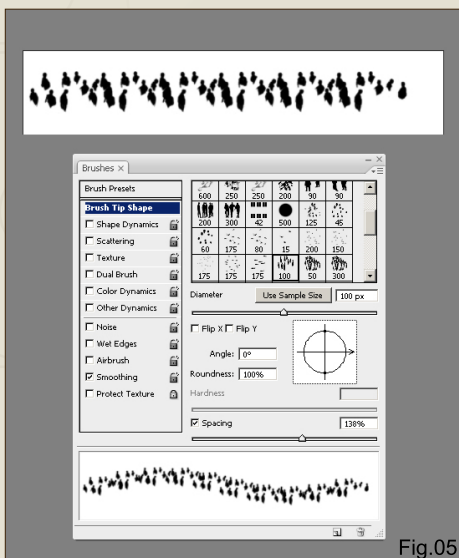 Brushes ×
Brush Presets
Brush Tip Shape
Shape Dynamics
Scattering
Texture
Dual Brush
Color Dynamics
Other Dynamics
Noise
Wet Edges
Airbrush
Smoothing
Protect Texture
600 250 250 200 90 90
200 300 42 500 125 45
60 175 80 15 200 150
175 175 175 100 50 300
Diameter Use Sample Size 100 px
Flip X Flip Y
Angle: 0°
Roundness: 100%
Hardness
Spacing 138%
Fig.05